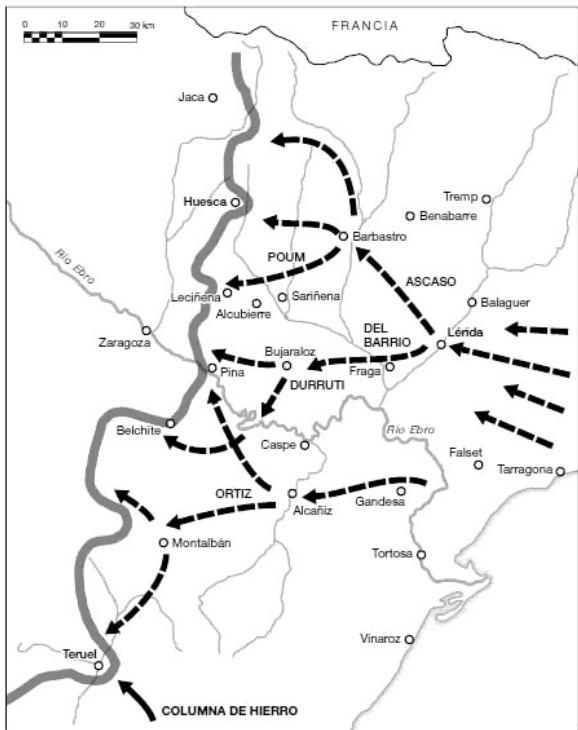 0 10 20 30 km
FRANCIA
Jaca
Huesca
Tremp
Benabarre
Barbastro
Río Ebro
POUM
ASCASO
Leciñena
Sariñena
Alcubierre
Balaguer
Zaragoza
DEL
BARRIO
Lérida
Bujaraloz
Pina
DURRUTI
Fraga
Belchite
Río Ebro
Caspe
Falset
Tarragona
ORTIZ
Alcañiz
Gandesa
Montalbán
Tortosa
Vinaroz
Teruel
COLUMNA DE HIERRO